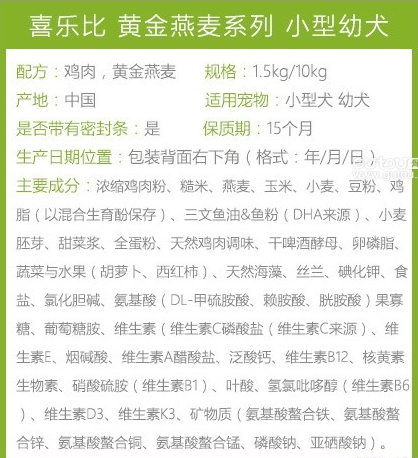 喜乐比 黄金燕麦系列 小型幼犬
配方：鸡肉，黄金燕麦 规格：1.5kg/10kg
产地：中国 适用宠物：小型犬 幼犬
是否带有密封条：是 保质期：15个月
生产日期位置：包装背面右下角（格式：年/月/日）
主要成分：浓缩鸡肉粉、糙米、燕麦、玉米、小麦、豆粉、鸡
脂（以混合生育酚保存）、三文鱼油&鱼粉（DHA来源）、小麦
胚芽、甜菜浆、全蛋粉、天然鸡肉调味、干啤酒酵母、卵磷脂、
蔬菜与水果（胡萝卜、西红柿）、天然海藻、丝兰、碘化钾、食
盐、氯化胆碱、氨基酸（DL-甲硫胺酸、赖胺酸、胱胺酸）果寡
糖、葡萄糖胺、维生素（维生素C磷酸盐（维生素C来源）、维
生素E、烟碱酸、维生素A醋酸盐、泛酸钙、维生素B12、核黄素
生物素、硝酸硫胺（维生素B1）、叶酸、氢氯吡哆醇（维生素B6
）、维生素D3、维生素K3、矿物质（氨基酸螯合铁、氨基酸螯
合锌、氨基酸螯合铜、氨基酸螯合锰、磷酸钠、亚硒酸钠）。